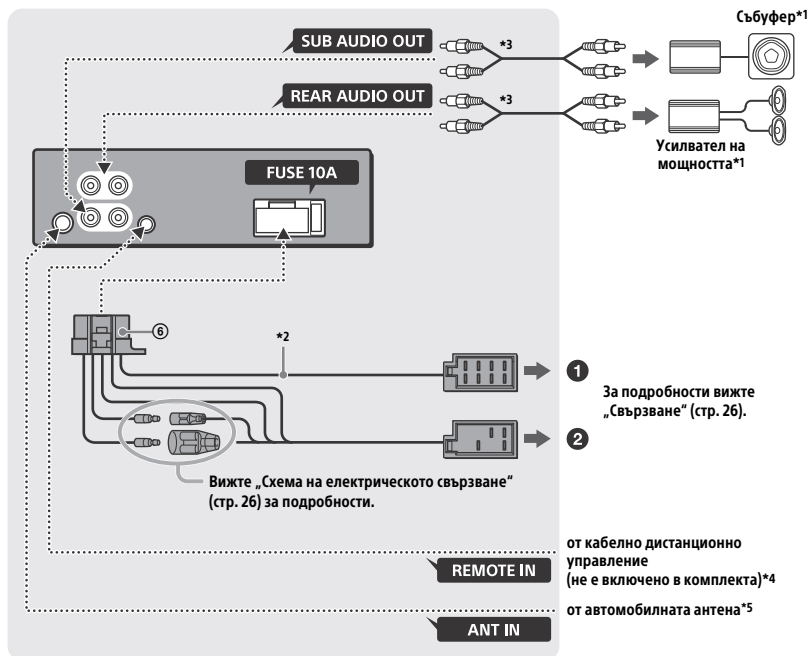 Събуфер*1
SUB AUDIO OUT
*3
REAR AUDIO OUT
*3
Усилвател на
мощността*1
FUSE 10A
⑥
*2
❶
За подробности вижте
„Свързване“ (стр. 26).
❷
Вижте „Схема на електрическото свързване“
(стр. 26) за подробности.
от кабелно дистанционно
управление
(не е включено в комплекта)*4
REMOTE IN
от автомобилната антена*5
ANT IN